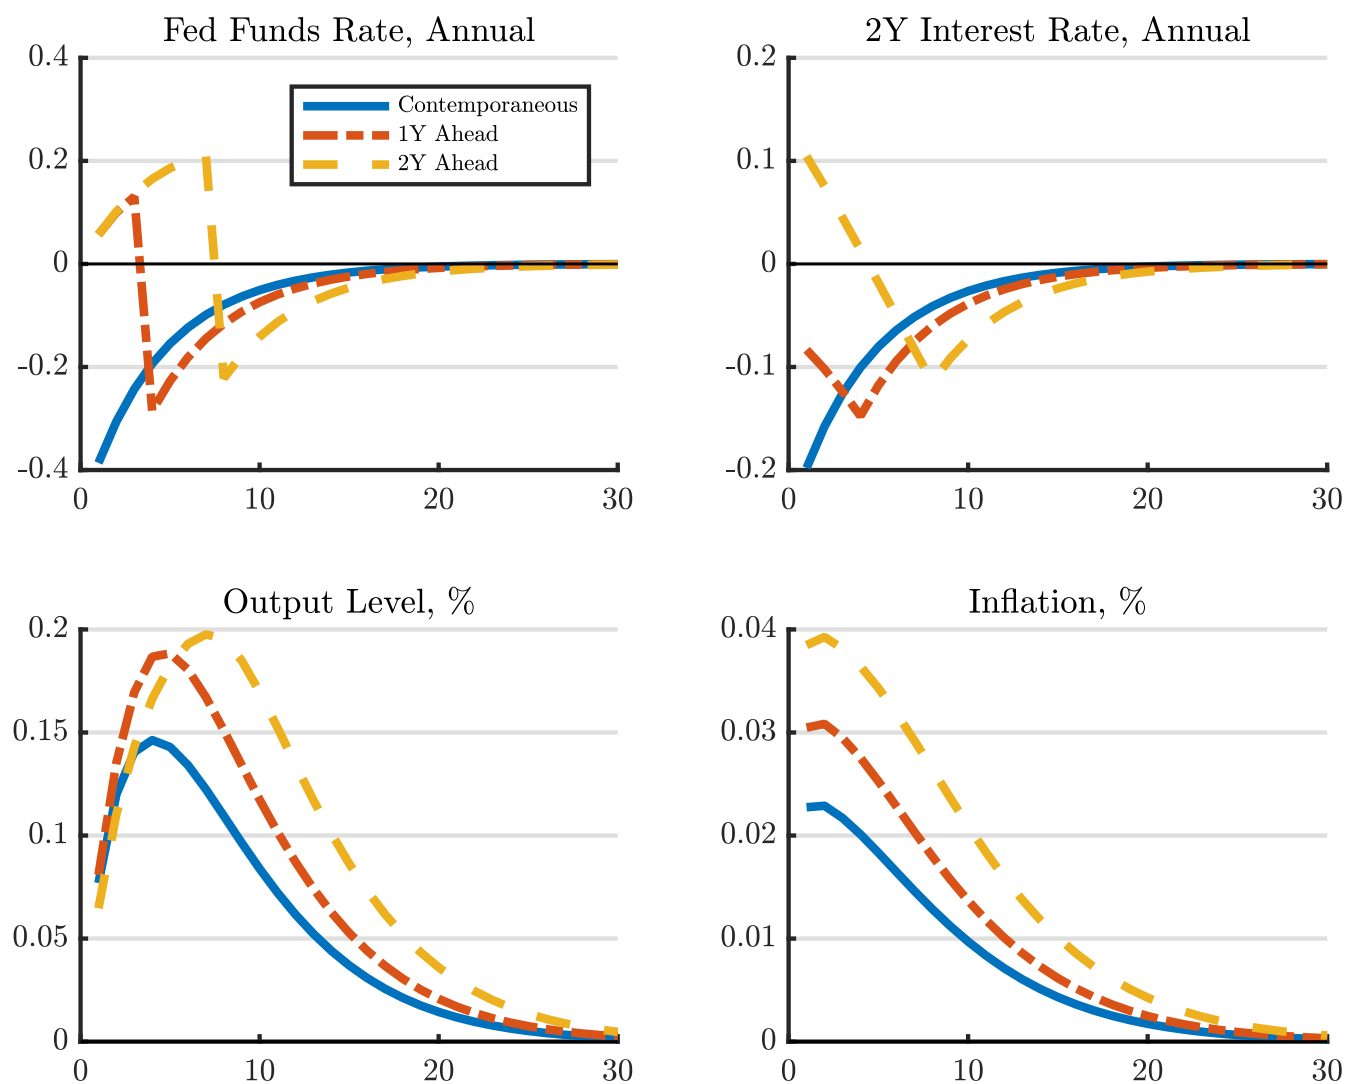 Fed Funds Rate, Annual
0.4
0.2
0
-0.2
-0.4
0 10 20 30
Contemporaneous
1Y Ahead
2Y Ahead
2Y Interest Rate, Annual
0.2
0.1
0
-0.1
-0.2
0 10 20 30
Output Level, %
0.2
0.15
0.1
0.05
0
0 10 20 30
Inflation, %
0.04
0.03
0.02
0.01
0
0 10 20 30